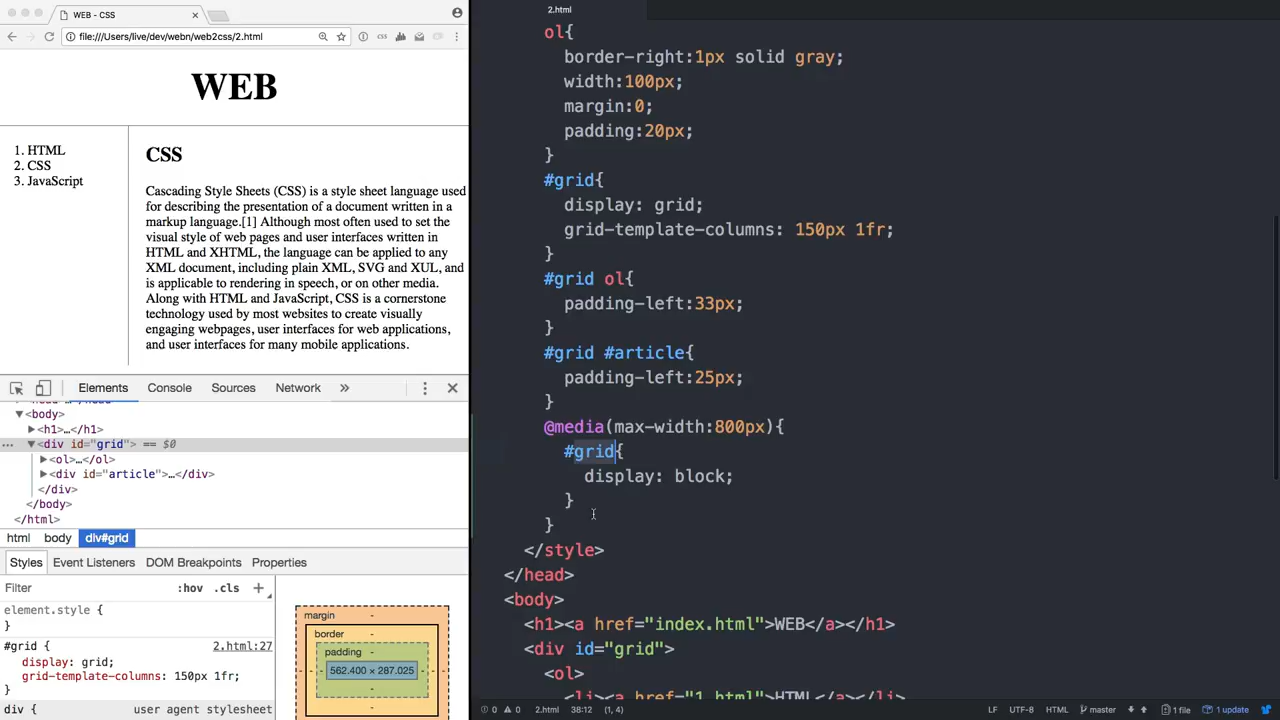 WEB - CSS
file:///Users/live/dev/webn/web2css/2.html
WEB
1. HTML
2. CSS
3. JavaScript
CSS
Cascading Style Sheets (CSS) is a style sheet language used
for describing the presentation of a document written in a
markup language.[1] Although most often used to set the
visual style of web pages and user interfaces written in
HTML and XHTML, the language can be applied to any
XML document, including plain XML, SVG and XUL, and
is applicable to rendering in speech, or on other media.
Along with HTML and JavaScript, CSS is a cornerstone
technology used by most websites to create visually
engaging webpages, user interfaces for web applications,
and user interfaces for many mobile applications.
Elements Console Sources Network
<body>
<h1>…</h1>
<div id="grid"> == $0
<ol>…</ol>
<div id="article">…</div>
</div>
</body>
</html>
html body div#grid
Styles Event Listeners DOM Breakpoints Properties
Filter :hov .cls +
element.style {
}
#grid { 2.html:27
display: grid;
grid-template-columns: 150px 1fr;
}
div { user agent stylesheet
margin -
border -
padding -
562.400 × 287.025
2.html
ol{
border-right:1px solid gray;
width:100px;
margin:0;
padding:20px;
}
#grid{
display: grid;
grid-template-columns: 150px 1fr;
}
#grid ol{
padding-left:33px;
}
#grid #article{
padding-left:25px;
}
@media(max-width:800px){
#grid{
display: block;
}
}
</style>
</head>
<body>
<h1><a href="index.html">WEB</a></h1>
<div id="grid">
<ol>
<li><a href="1.html">HTML</a></li>
0 0 2.html 38:12 (1, 4) LF UTF-8 HTML master 1 file 1 update